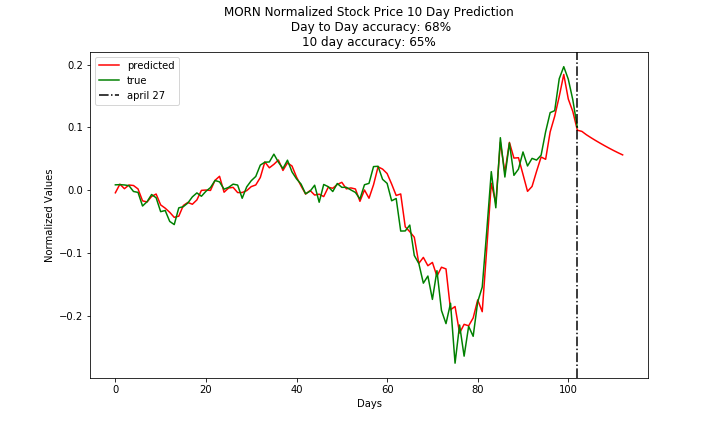 MORN Normalized Stock Price 10 Day Prediction
Day to Day accuracy: 68%
10 day accuracy: 65%
predicted
true
april 27
Normalized Values
0.2
0.1
0.0
−0.1
−0.2
0 20 40 60 80 100
Days